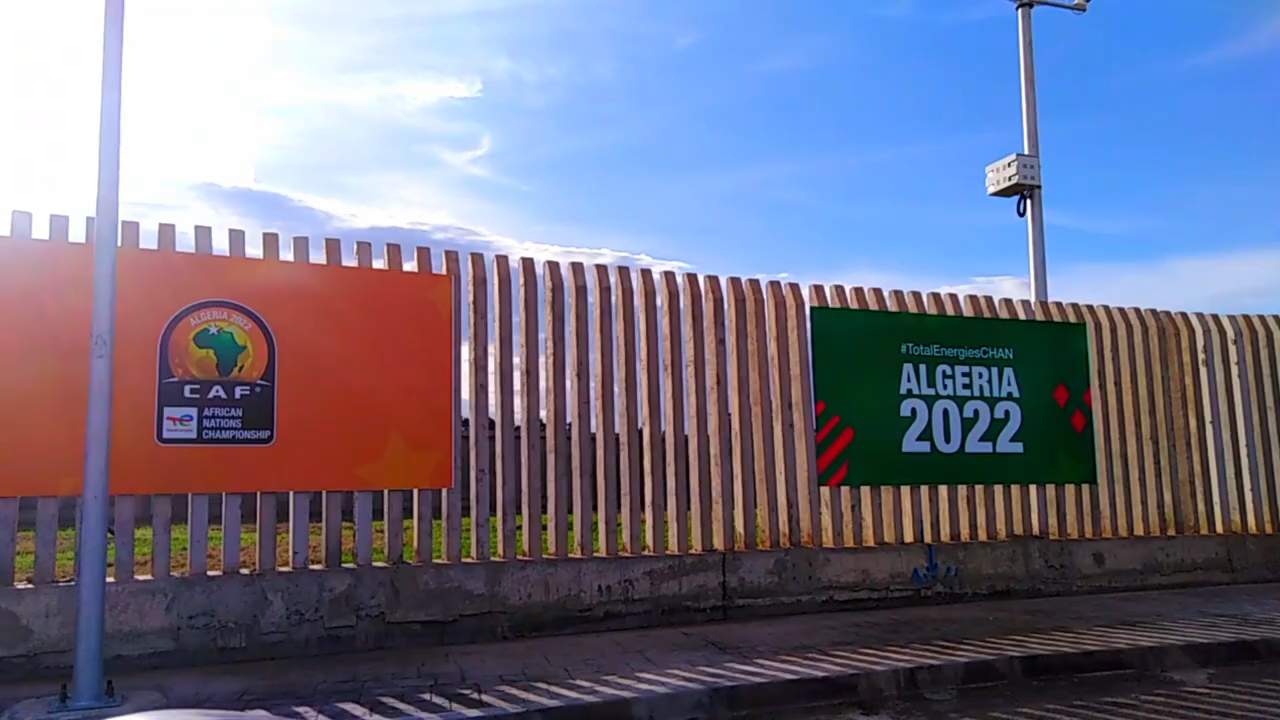 ALGERIA 2022
CAF
AFRICAN
NATIONS
CHAMPIONSHIP
#TotalEnergiesCHAN
ALGERIA
2022